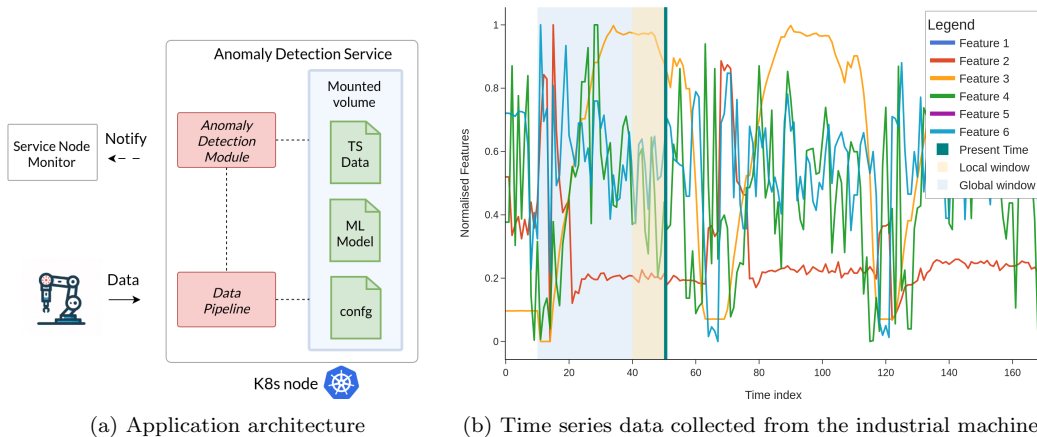 Anomaly Detection Service
Mounted
volume
Anomaly
Detection
Module
TS
Data
Service Node
Monitor
Notify
ML
Model
Data
Data
Pipeline
confg
K8s node
(a) Application architecture
Legend
Feature 1
Feature 2
Feature 3
Feature 4
Feature 5
Feature 6
Present Time
Local window
Global window
Normalised Features
1
0.8
0.6
0.4
0.2
0
0 20 40 60 80 100 120 140 160
Time index
(b) Time series data collected from the industrial machine